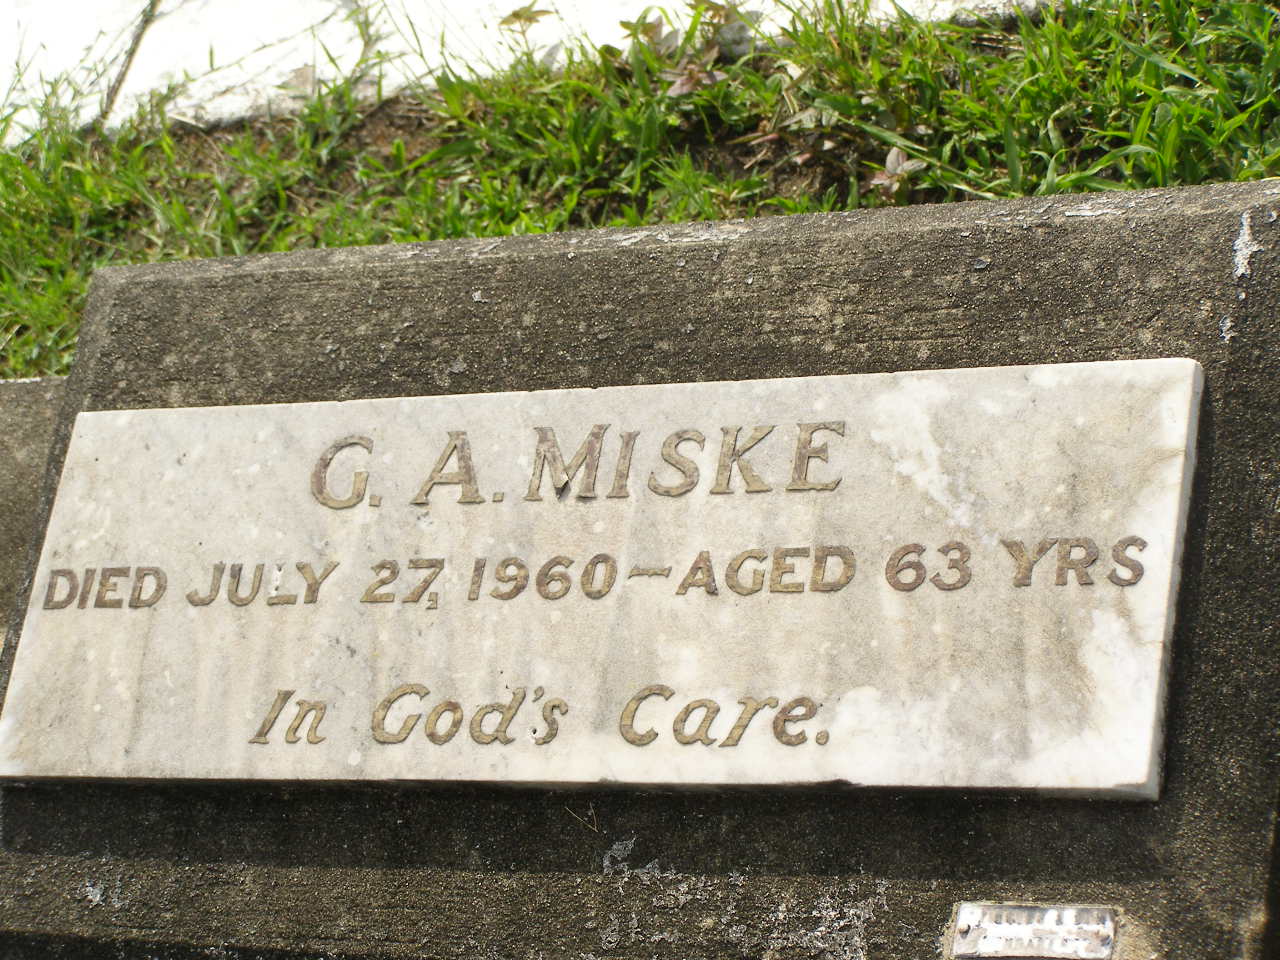 G. A. MISKE
DIED JULY 27, 1960 — AGED 63 YRS
In God's Care.